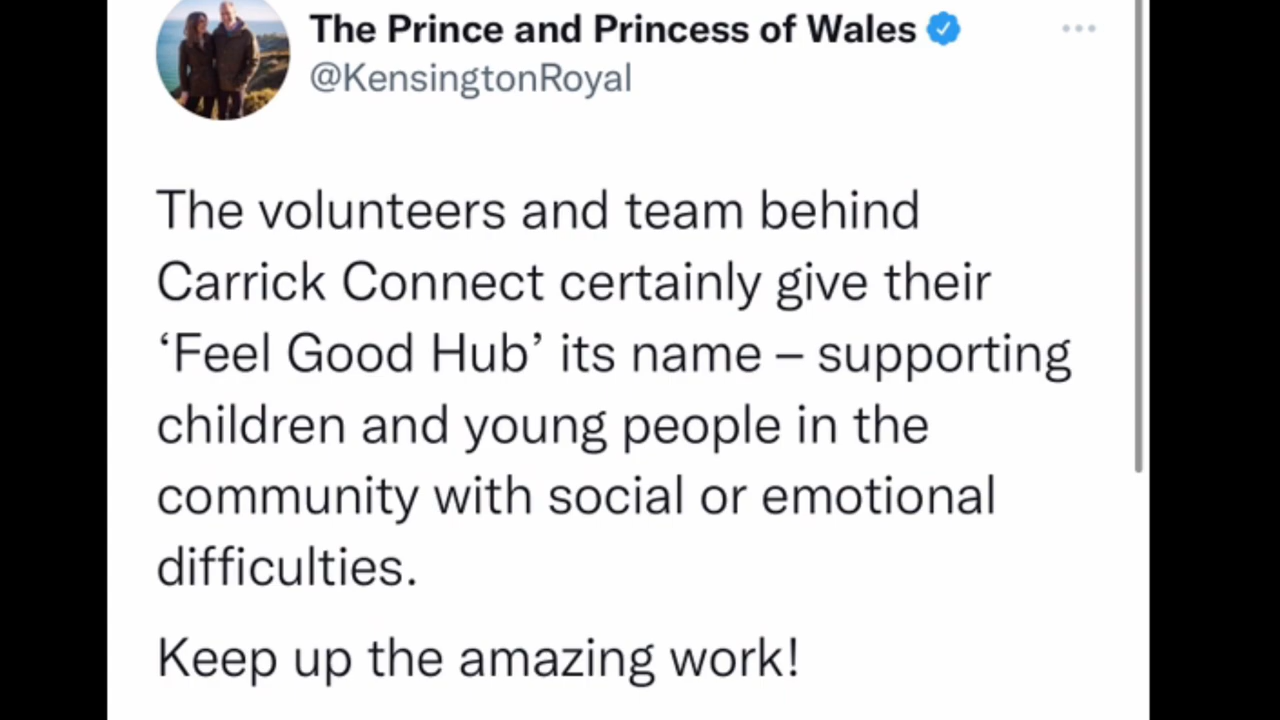 The Prince and Princess of Wales
@KensingtonRoyal
The volunteers and team behind
Carrick Connect certainly give their
‘Feel Good Hub’ its name – supporting
children and young people in the
community with social or emotional
difficulties.
Keep up the amazing work!